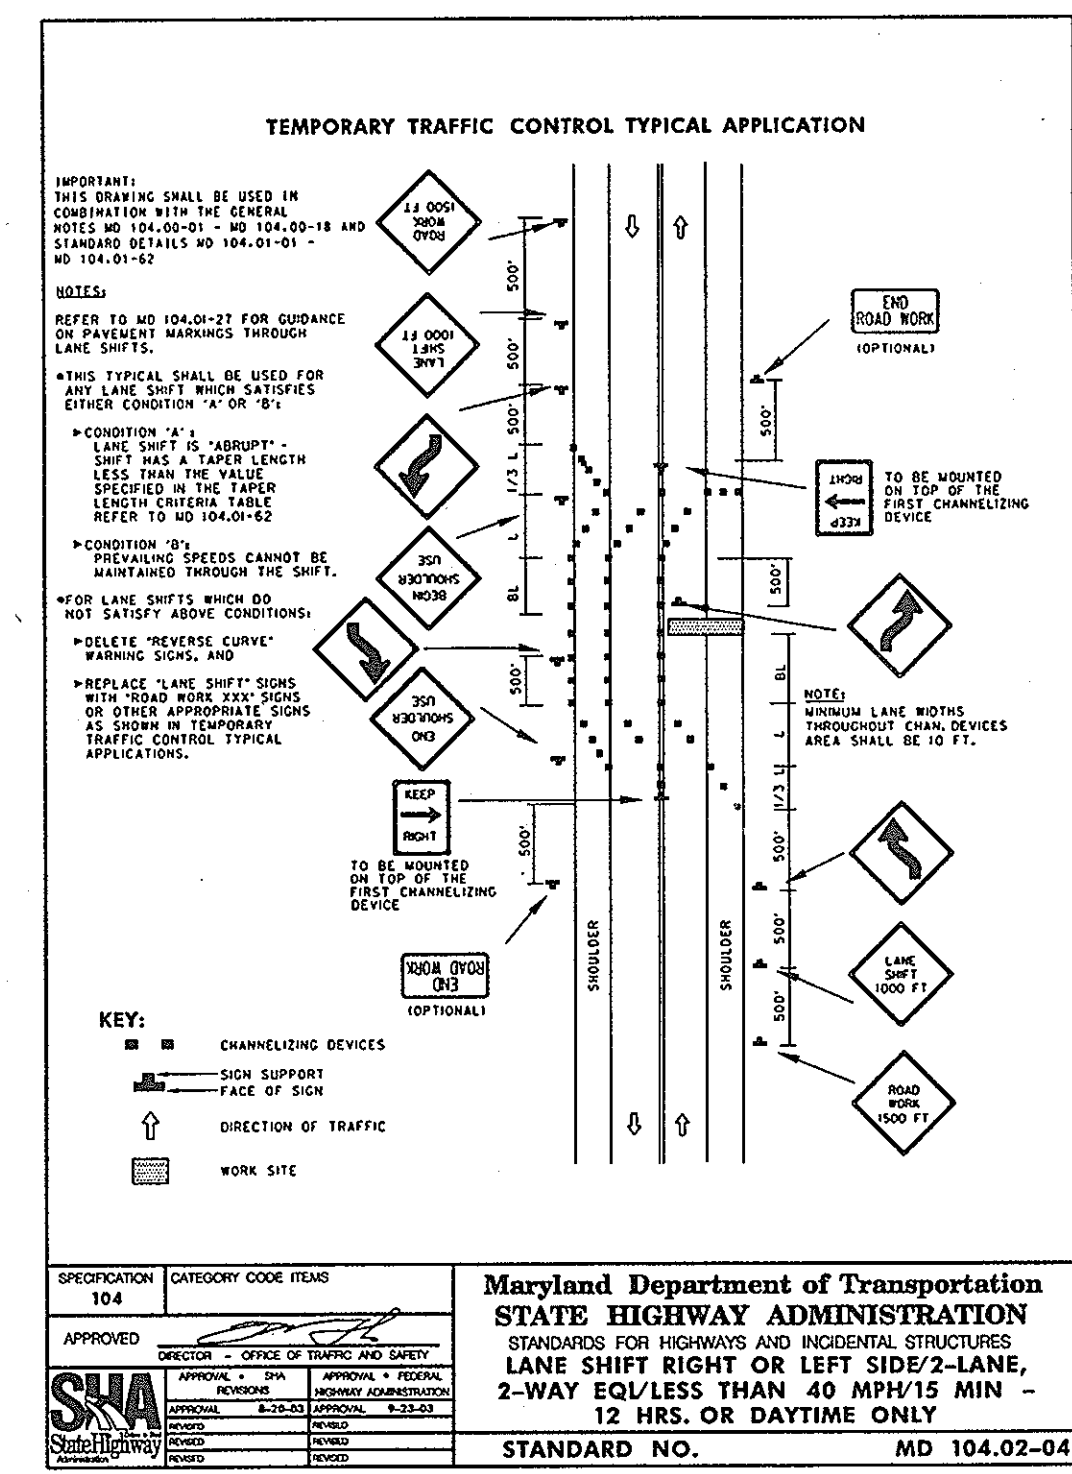 TEMPORARY TRAFFIC CONTROL TYPICAL APPLICATION
IMPORTANT:
THIS DRAWING SHALL BE USED IN
COMBINATION WITH THE GENERAL
NOTES MD 104.00-01 - MD 104.00-18 AND
STANDARD DETAILS MD 104.01-01 -
MD 104.01-62
NOTES:
REFER TO MD 104.01-27 FOR GUIDANCE
ON PAVEMENT MARKINGS THROUGH
LANE SHIFTS.
•THIS TYPICAL SHALL BE USED FOR
ANY LANE SHIFT WHICH SATISFIES
EITHER CONDITION 'A' OR 'B':
►CONDITION 'A':
LANE SHIFT IS "ABRUPT" -
SHIFT HAS A TAPER LENGTH
LESS THAN THE VALUE
SPECIFIED IN THE TAPER
LENGTH CRITERIA TABLE
REFER TO MD 104.01-62
►CONDITION 'B':
PREVAILING SPEEDS CANNOT BE
MAINTAINED THROUGH THE SHIFT.
•FOR LANE SHIFTS WHICH DO
NOT SATISFY ABOVE CONDITIONS:
►DELETE "REVERSE CURVE"
WARNING SIGNS, AND
►REPLACE "LANE SHIFT" SIGNS
WITH "ROAD WORK XXX" SIGNS
OR OTHER APPROPRIATE SIGNS
AS SHOWN IN TEMPORARY
TRAFFIC CONTROL TYPICAL
APPLICATIONS.
ROAD
WORK
1500 FT
LANE
SHIFT
1000 FT
BEGIN
SHOULDER
USE
END
SHOULDER
USE
KEEP
RIGHT
TO BE MOUNTED
ON TOP OF THE
FIRST CHANNELIZING
DEVICE
END
ROAD WORK
(OPTIONAL)
500'
500'
500'
1/3 L
L
BL
500'
500'
SHOULDER
SHOULDER
END
ROAD WORK
(OPTIONAL)
500'
KEEP
RIGHT
TO BE MOUNTED
ON TOP OF THE
FIRST CHANNELIZING
DEVICE
500'
BL
L
1/3 L
500'
500'
500'
NOTE:
MINIMUM LANE WIDTHS
THROUGHOUT CHAN. DEVICES
AREA SHALL BE 10 FT.
LANE
SHIFT
1000 FT
ROAD
WORK
1500 FT
KEY:
CHANNELIZING DEVICES
SIGN SUPPORT
FACE OF SIGN
DIRECTION OF TRAFFIC
WORK SITE
SPECIFICATION
104
CATEGORY CODE ITEMS
APPROVED
DIRECTOR - OFFICE OF TRAFFIC AND SAFETY
SHA
State Highway
Administration
APPROVAL • SHA
REVISIONS
APPROVAL • FEDERAL
HIGHWAY ADMINISTRATION
APPROVAL 8-20-03
APPROVAL 9-23-03
REVISED
REVISED
REVISED
REVISED
REVISED
REVISED
Maryland Department of Transportation
STATE HIGHWAY ADMINISTRATION
STANDARDS FOR HIGHWAYS AND INCIDENTAL STRUCTURES
LANE SHIFT RIGHT OR LEFT SIDE/2-LANE,
2-WAY EQL/LESS THAN 40 MPH/15 MIN -
12 HRS. OR DAYTIME ONLY
STANDARD NO. MD 104.02-04